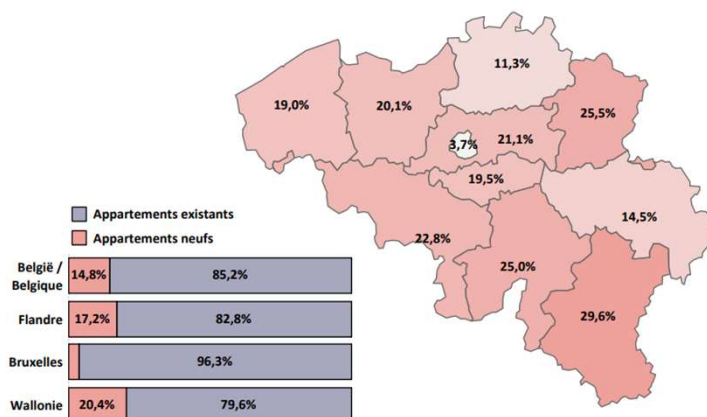 11,3%
19,0%
20,1%
25,5%
3,7%
21,1%
19,5%
14,5%
22,8%
25,0%
29,6%
Appartements existants
Appartements neufs
België /
Belgique
14,8%
85,2%
Flandre
17,2%
82,8%
Bruxelles
96,3%
Wallonie
20,4%
79,6%